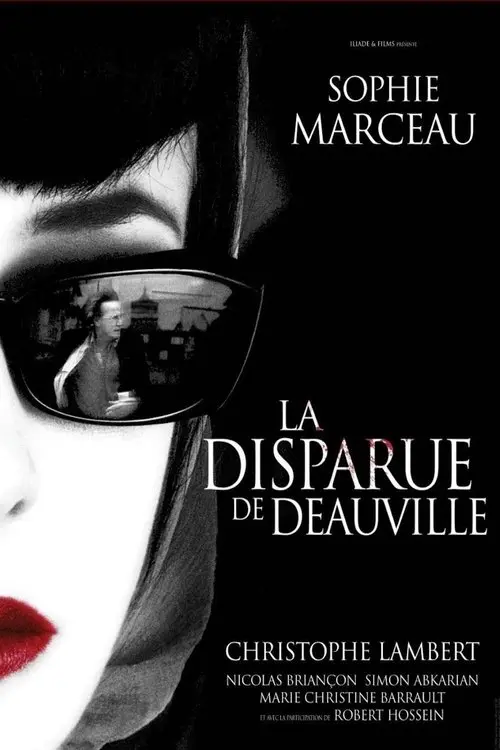 ILIADE & FILMS PRÉSENTE
SOPHIE
MARCEAU
LA
DISPARUE
DE DEAUVILLE
CHRISTOPHE LAMBERT
NICOLAS BRIANÇON SIMON ABKARIAN
MARIE CHRISTINE BARRAULT
ET AVEC LA PARTICIPATION DE ROBERT HOSSEIN